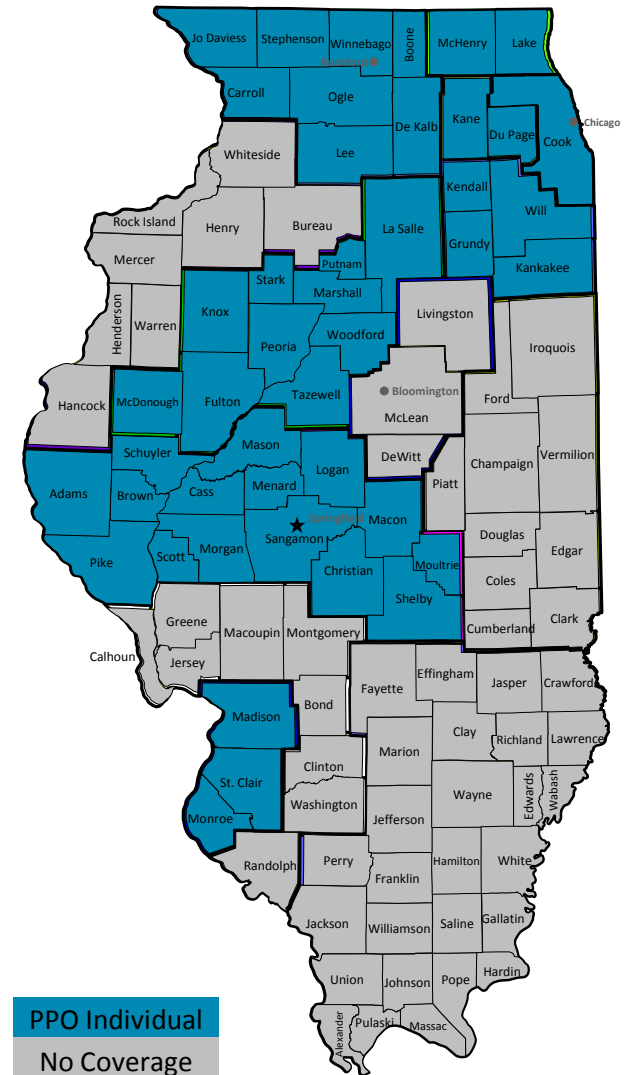 Jo Daviess
Stephenson
Winnebago
Boone
McHenry
Lake
Rockford
Carroll
Ogle
De Kalb
Kane
Du Page
Cook
Chicago
Whiteside
Lee
Kendall
Will
Rock Island
Henry
Bureau
La Salle
Grundy
Mercer
Putnam
Kankakee
Stark
Marshall
Henderson
Warren
Knox
Peoria
Woodford
Livingston
Iroquois
Hancock
McDonough
Fulton
Tazewell
Bloomington
McLean
Ford
Schuyler
Mason
Logan
DeWitt
Champaign
Vermilion
Adams
Brown
Cass
Menard
Macon
Piatt
Springfield
Sangamon
Douglas
Edgar
Pike
Scott
Morgan
Christian
Moultrie
Coles
Shelby
Greene
Macoupin
Montgomery
Cumberland
Clark
Calhoun
Jersey
Effingham
Jasper
Crawford
Fayette
Madison
Bond
Clay
Richland
Lawrence
Marion
Clinton
St. Clair
Wayne
Edwards
Wabash
Washington
Monroe
Jefferson
Randolph
Perry
Hamilton
White
Franklin
Jackson
Williamson
Saline
Gallatin
Union
Johnson
Pope
Hardin
Alexander
Pulaski
Massac
PPO Individual
No Coverage